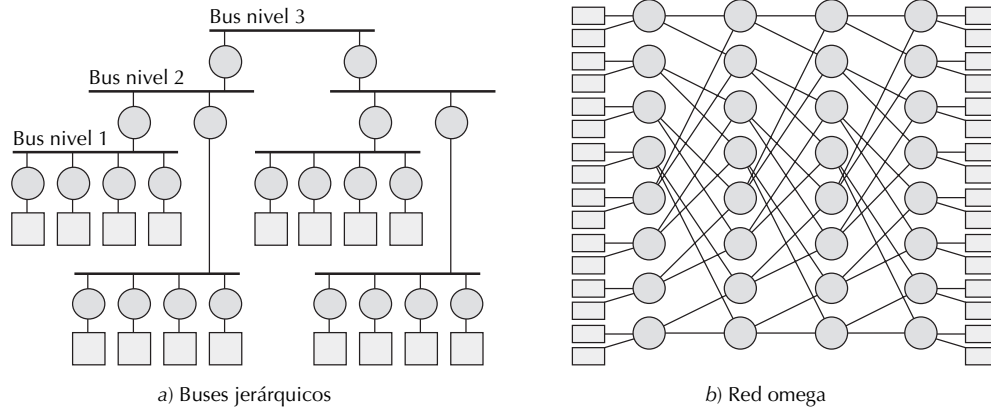 Bus nivel 3
Bus nivel 2
Bus nivel 1
a) Buses jerárquicos
b) Red omega